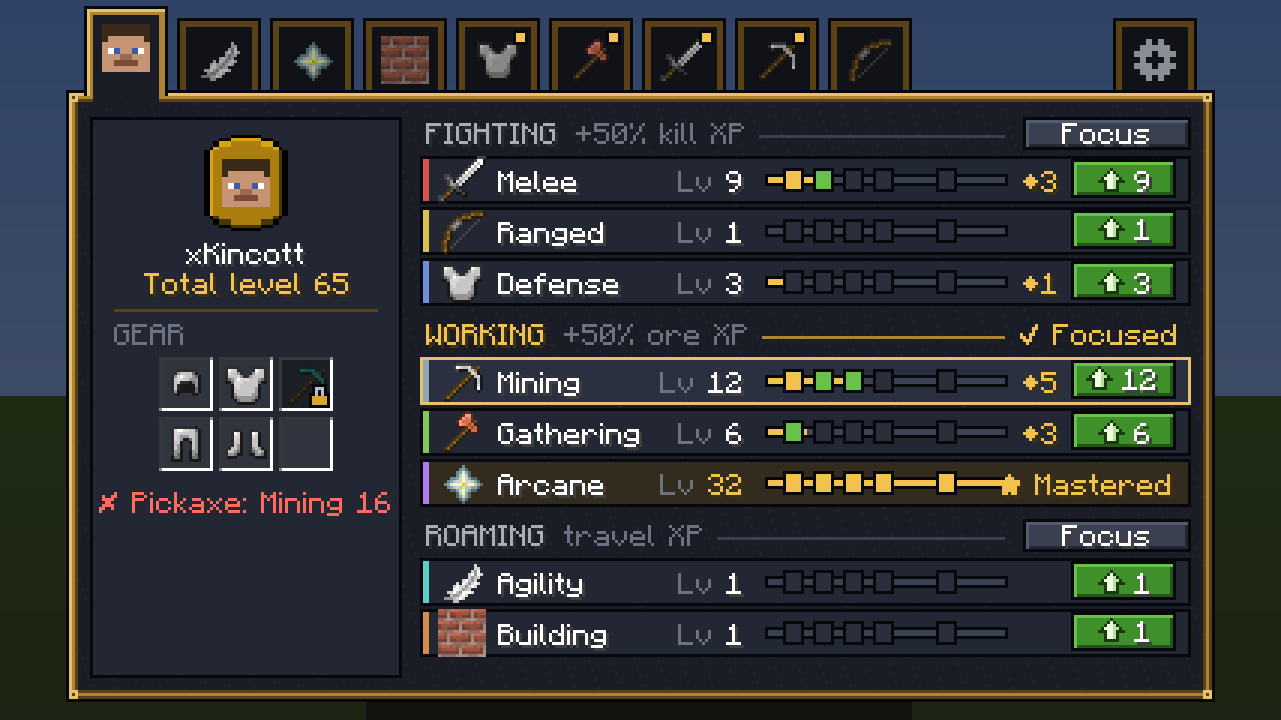 FIGHTING +50% kill XP Focus
Melee Lv 9 +3 9
Ranged Lv 1 1
Defense Lv 3 +1 3
xKincott
Total level 65
GEAR
Pickaxe: Mining 16
WORKING +50% ore XP ✓ Focused
Mining Lv 12 +5 12
Gathering Lv 6 +3 6
Arcane Lv 32 Mastered
ROAMING travel XP Focus
Agility Lv 1 1
Building Lv 1 1